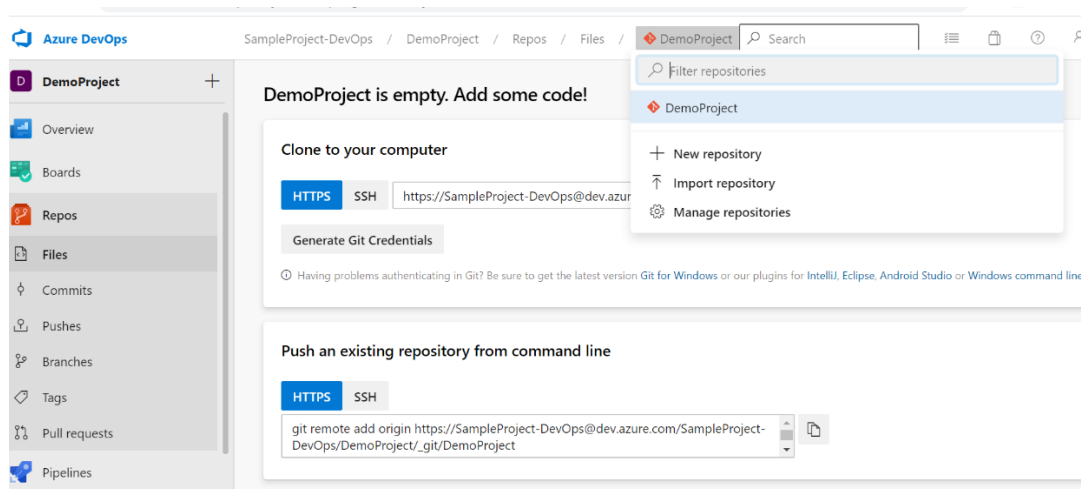 Azure DevOps
SampleProject-DevOps / DemoProject / Repos / Files / DemoProject Search
D DemoProject
Filter repositories
DemoProject is empty. Add some code!
DemoProject
Overview
Clone to your computer
New repository
Boards
Import repository
HTTPS SSH https://SampleProject-DevOps@dev.azur
Repos
Manage repositories
Generate Git Credentials
Files
Having problems authenticating in Git? Be sure to get the latest version Git for Windows or our plugins for IntelliJ, Eclipse, Android Studio or Windows command line
Commits
Pushes
Push an existing repository from command line
Branches
HTTPS SSH
Tags
git remote add origin https://SampleProject-DevOps@dev.azure.com/SampleProject-
DevOps/DemoProject/_git/DemoProject
Pull requests
Pipelines